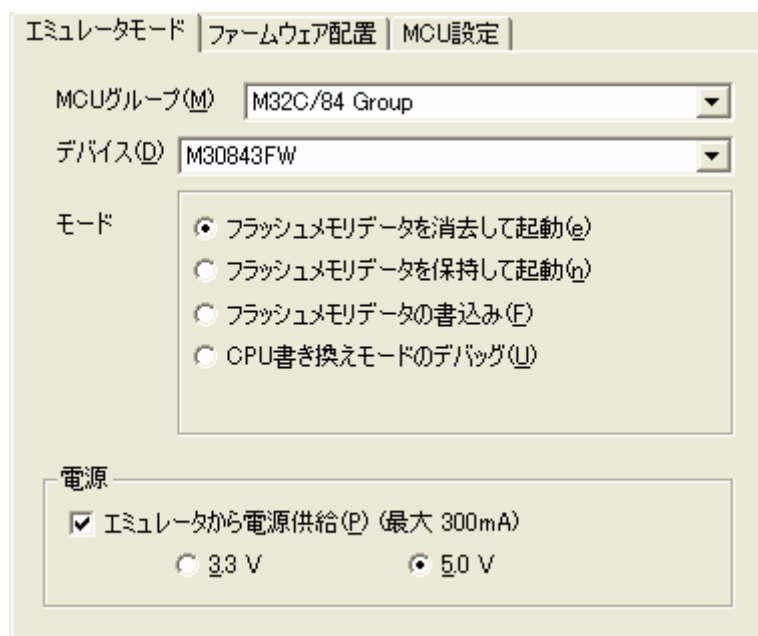 エミュレータモード ファームウェア配置 MCU設定
MCUグループ(M) M32C/84 Group
デバイス(D) M30843FW
モード
フラッシュメモリデータを消去して起動(e)
フラッシュメモリデータを保持して起動(n)
フラッシュメモリデータの書込み(F)
CPU書き換えモードのデバッグ(U)
電源
エミュレータから電源供給(P) (最大 300mA)
3.3 V 5.0 V